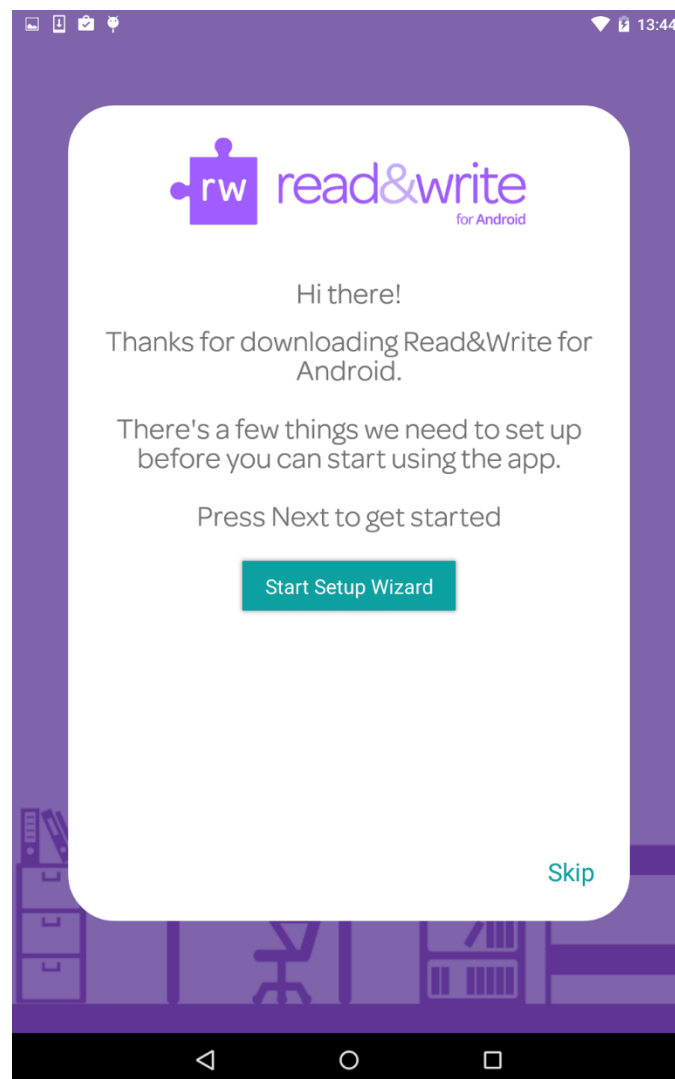 13:44
rw read&write
for Android
Hi there!
Thanks for downloading Read&Write for
Android.
There's a few things we need to set up
before you can start using the app.
Press Next to get started
Start Setup Wizard
Skip